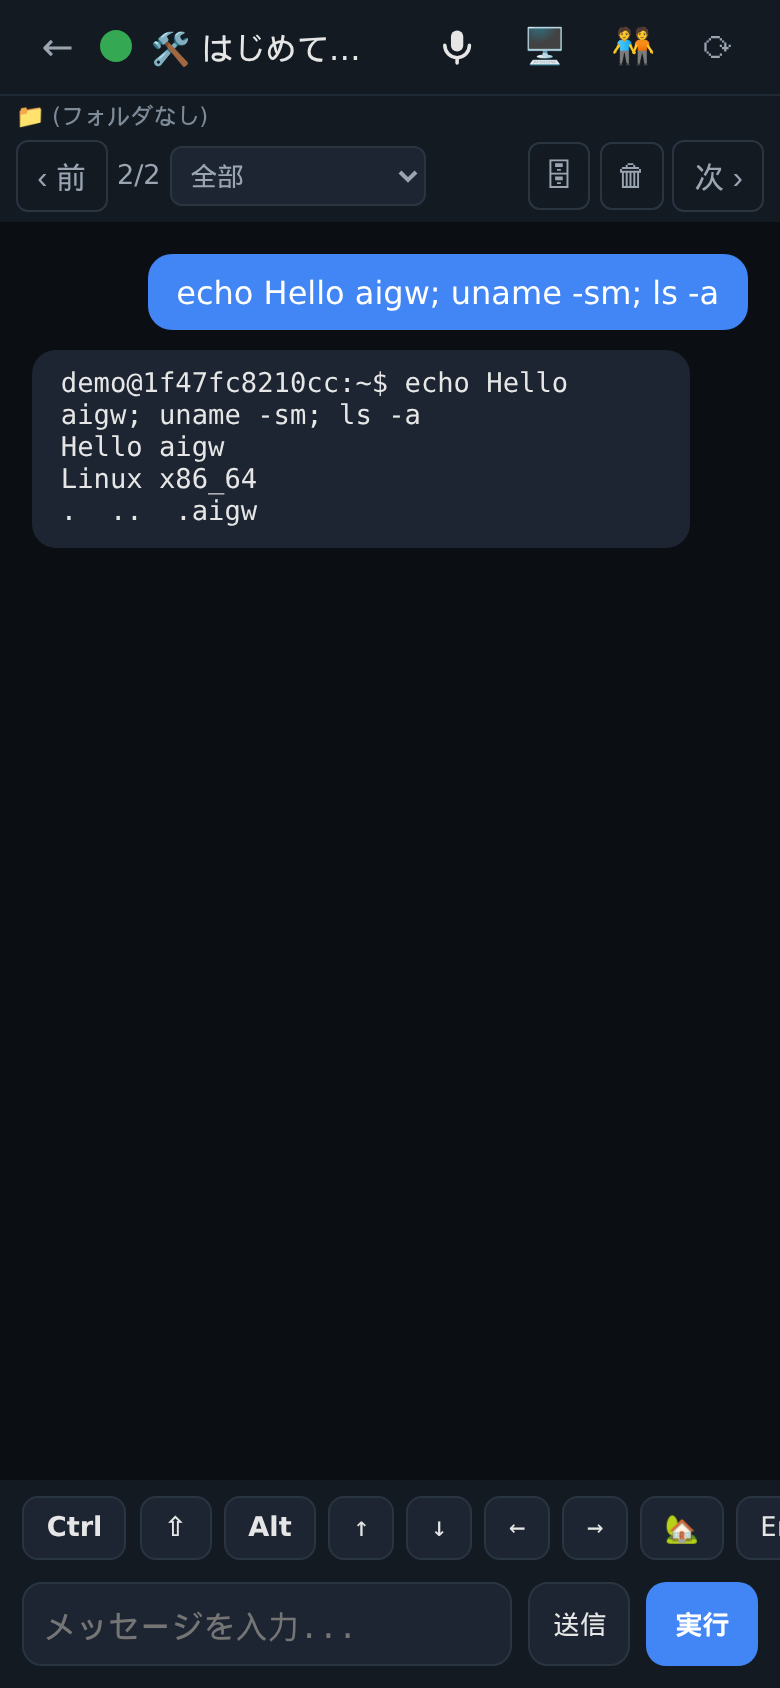 はじめて...
(フォルダなし)
‹ 前 2/2 全部 次 ›
echo Hello aigw; uname -sm; ls -a
demo@1f47fc8210cc:~$ echo Hello
aigw; uname -sm; ls -a
Hello aigw
Linux x86_64
. .. .aigw
Ctrl ⇧ Alt ↑ ↓ ← →
メッセージを入力... 送信 実行